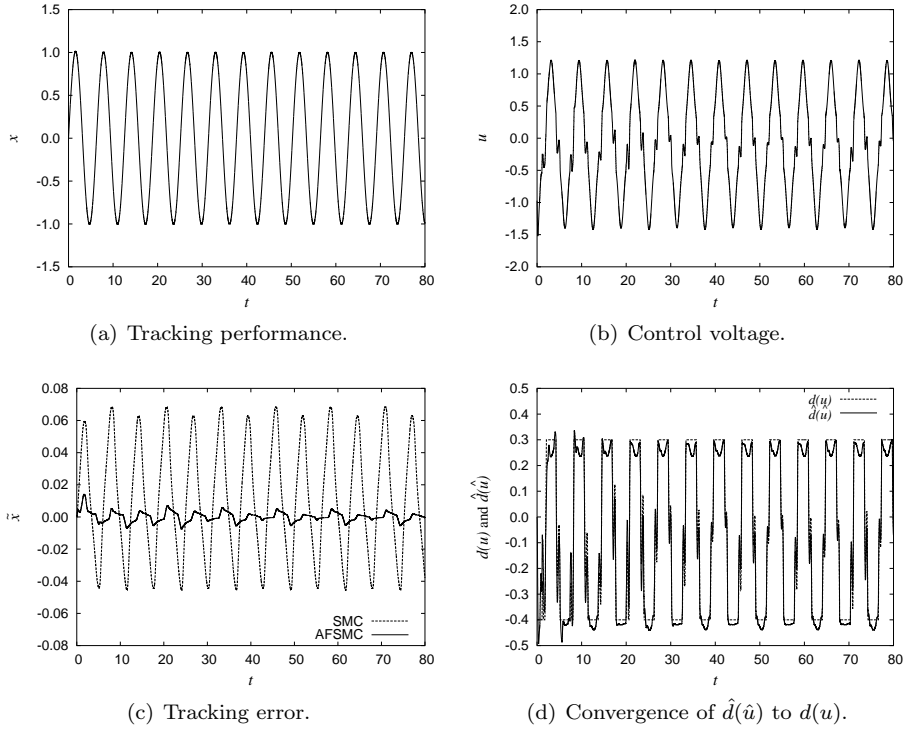 1.5
1.0
0.5
0.0
-0.5
-1.0
-1.5
x
0 10 20 30 40 50 60 70 80
t
(a) Tracking performance.
2.0
1.5
1.0
0.5
0.0
-0.5
-1.0
-1.5
-2.0
u
0 10 20 30 40 50 60 70 80
t
(b) Control voltage.
0.08
0.06
0.04
0.02
0.00
-0.02
-0.04
-0.06
-0.08
x̃
SMC
AFSMC
0 10 20 30 40 50 60 70 80
t
(c) Tracking error.
0.5
0.4
0.3
0.2
0.1
0.0
-0.1
-0.2
-0.3
-0.4
-0.5
d(u) and d̂(û)
d(u)
d̂(û)
0 10 20 30 40 50 60 70 80
t
(d) Convergence of d̂(û) to d(u).